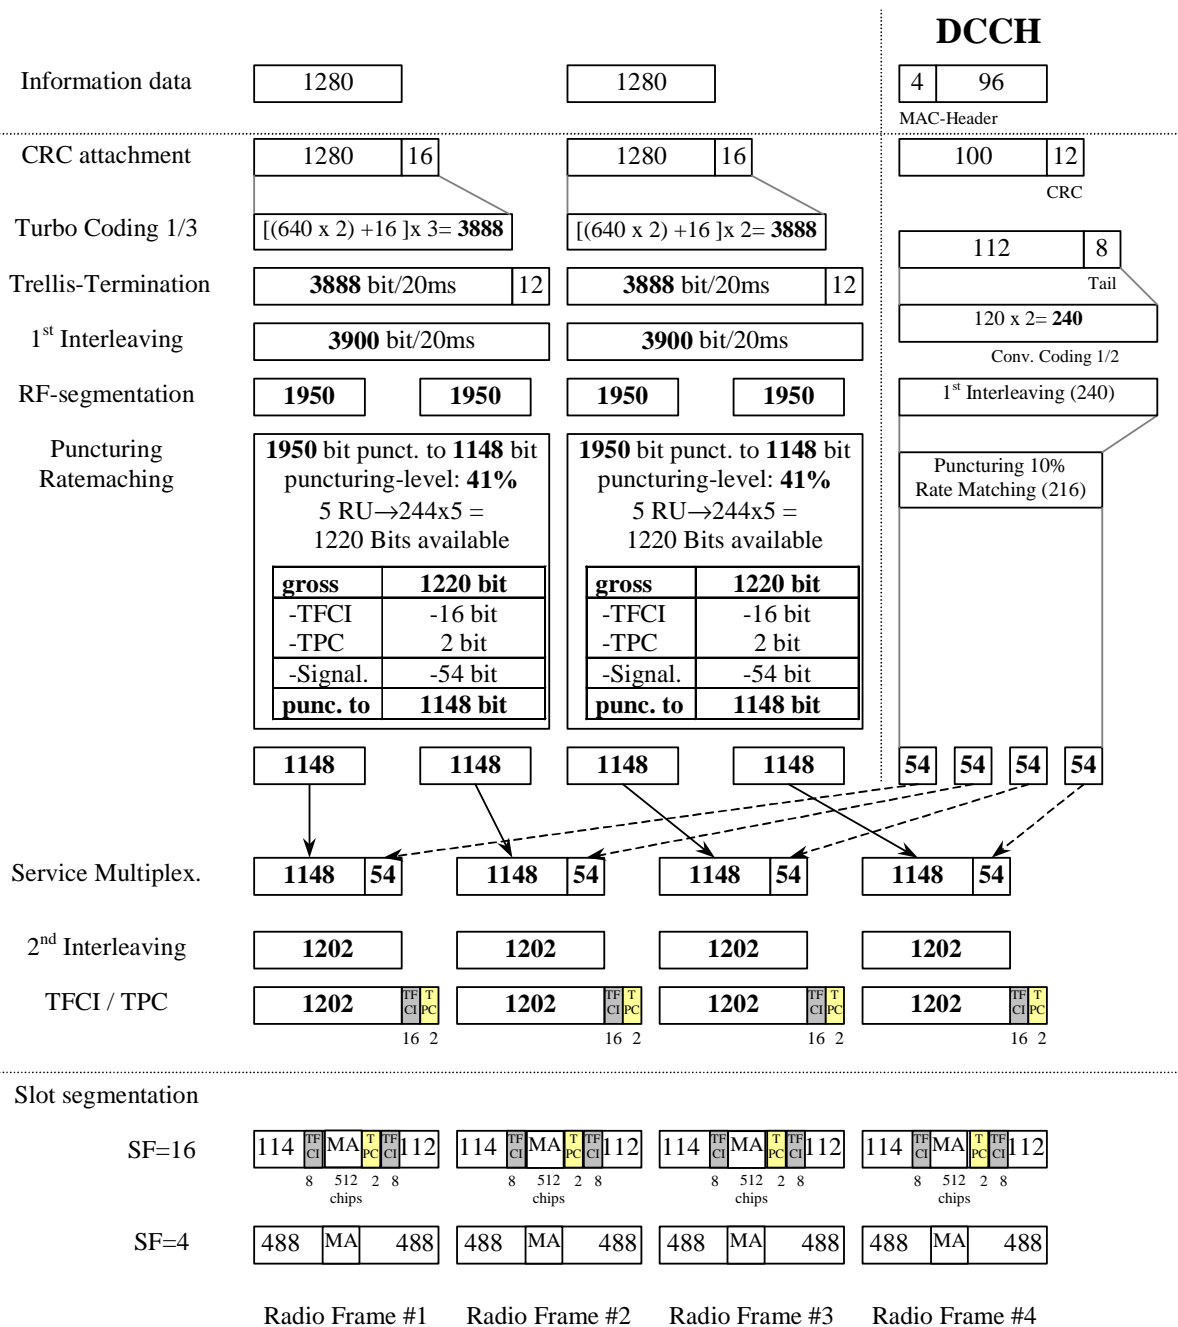 DCCH
Information data 1280 1280 4 96
MAC-Header
CRC attachment 1280 16 1280 16 100 12
CRC
Turbo Coding 1/3 [(640 x 2) +16 ]x 3= 3888 [(640 x 2) +16 ]x 2= 3888
112 8
Tail
Trellis-Termination 3888 bit/20ms 12 3888 bit/20ms 12
120 x 2= 240
Conv. Coding 1/2
1st Interleaving 3900 bit/20ms 3900 bit/20ms
RF-segmentation 1950 1950 1950 1950 1st Interleaving (240)
Puncturing
Ratemaching
1950 bit punct. to 1148 bit
puncturing-level: 41%
5 RU→244x5 =
1220 Bits available
gross 1220 bit
-TFCI -16 bit
-TPC 2 bit
-Signal. -54 bit
punc. to 1148 bit
1950 bit punct. to 1148 bit
puncturing-level: 41%
5 RU→244x5 =
1220 Bits available
gross 1220 bit
-TFCI -16 bit
-TPC 2 bit
-Signal. -54 bit
punc. to 1148 bit
Puncturing 10%
Rate Matching (216)
1148 1148 1148 1148 54 54 54 54
Service Multiplex. 1148 54 1148 54 1148 54 1148 54
2nd Interleaving 1202 1202 1202 1202
TFCI / TPC 1202 TFCI TPC 1202 TFCI TPC 1202 TFCI TPC 1202 TFCI TPC
16 2 16 2 16 2 16 2
Slot segmentation
SF=16 114 TFCI MA TPC TFCI 112 114 TFCI MA TPC TFCI 112 114 TFCI MA TPC TFCI 112 114 TFCI MA TPC TFCI 112
8 512 2 8 8 512 2 8 8 512 2 8 8 512 2 8
chips chips chips chips
SF=4 488 MA 488 488 MA 488 488 MA 488 488 MA 488
Radio Frame #1 Radio Frame #2 Radio Frame #3 Radio Frame #4